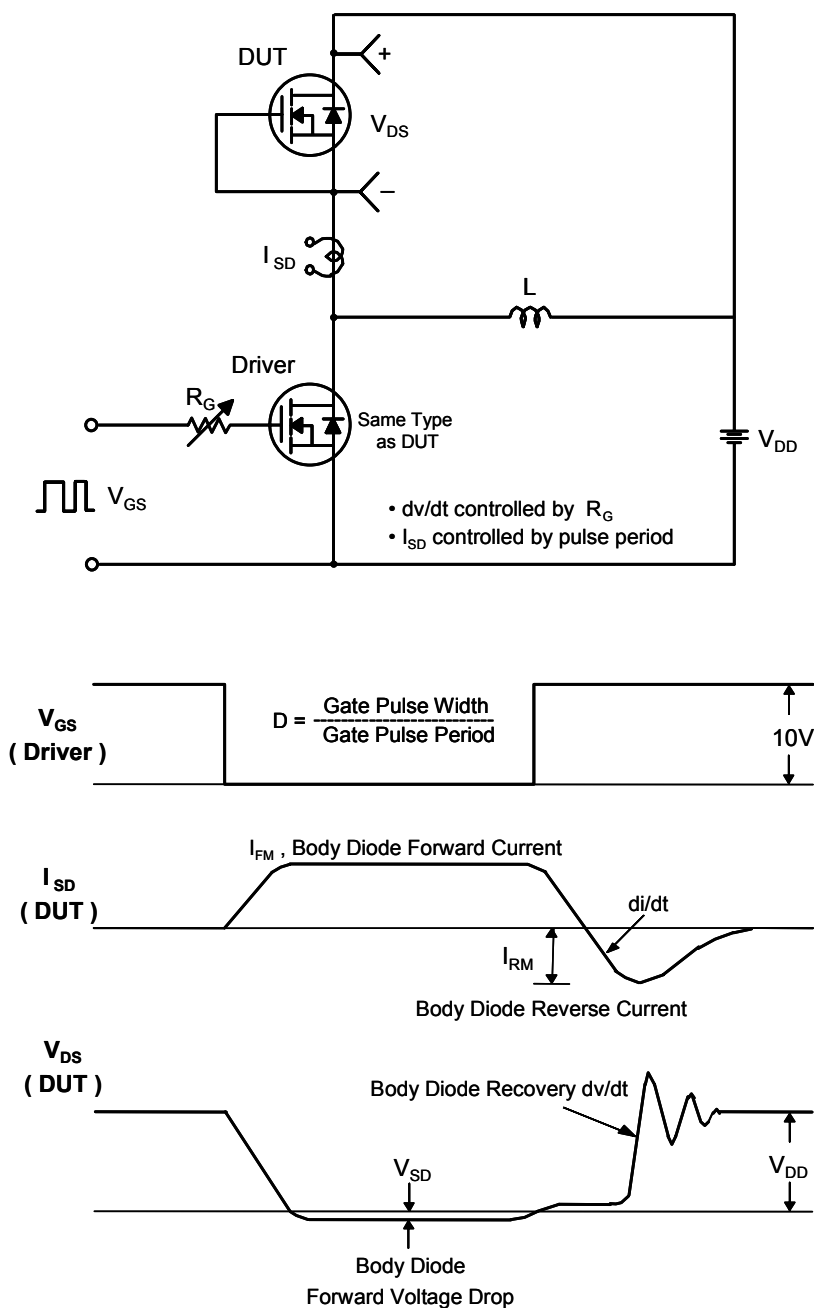 DUT
+
V_DS
–
I_SD
L
Driver
R_G
Same Type
as DUT
V_DD
V_GS
• dv/dt controlled by R_G
• I_SD controlled by pulse period
V_GS
( Driver )
D = Gate Pulse Width
Gate Pulse Period
10V
I_FM , Body Diode Forward Current
I_SD
( DUT )
di/dt
I_RM
Body Diode Reverse Current
V_DS
( DUT )
Body Diode Recovery dv/dt
V_SD
V_DD
Body Diode
Forward Voltage Drop